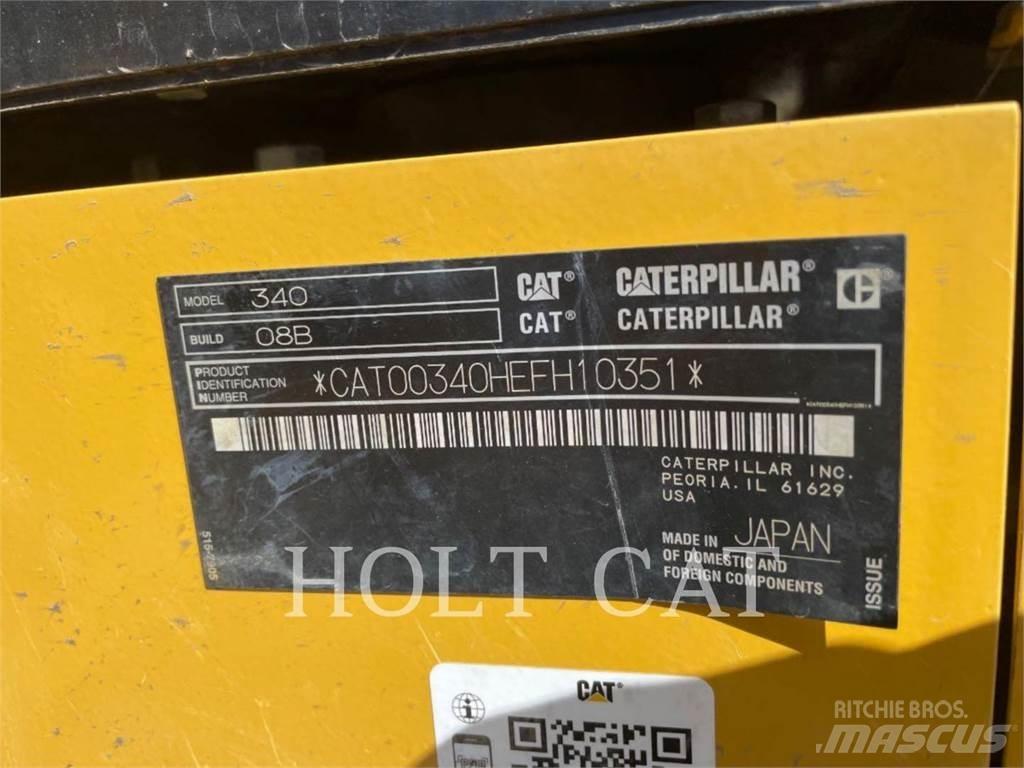 MODEL 340
BUILD 08B
CAT® CATERPILLAR®
CAT® CATERPILLAR®
PRODUCT
IDENTIFICATION
NUMBER
*CAT00340HEFH10351*
CATERPILLAR INC.
PEORIA, IL 61629
USA
MADE IN JAPAN
OF DOMESTIC AND
FOREIGN COMPONENTS
ISSUE
HOLT CAT
CAT®
RITCHIE BROS.
MASCUS